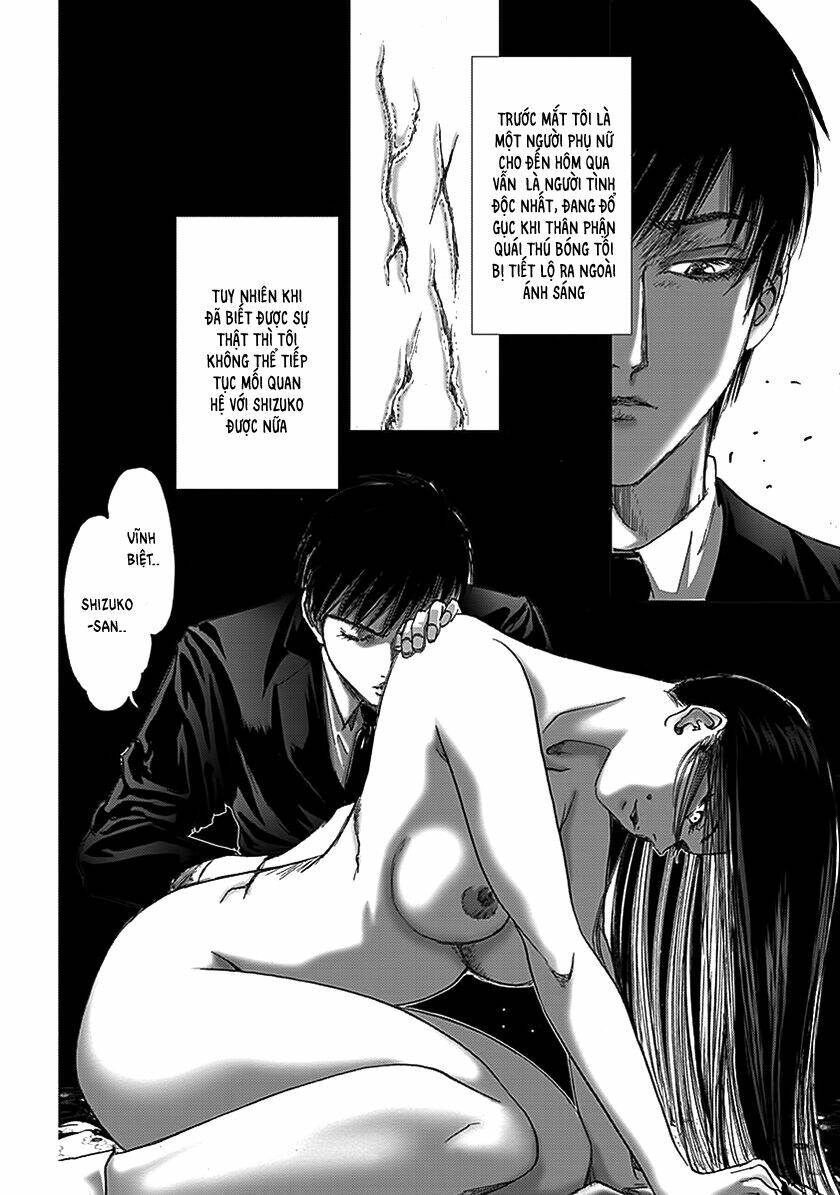 TRƯỚC MẮT TÔI LÀ
MỘT NGƯỜI PHỤ NỮ
CHO ĐẾN HÔM QUA
VẪN LÀ NGƯỜI TÌNH
ĐỘC NHẤT, ĐANG ĐỔ
GỤC KHI THÂN PHẬN
QUÁI THÚ BÓNG TỐI
BỊ TIẾT LỘ RA NGOÀI
ÁNH SÁNG
TUY NHIÊN KHI
ĐÃ BIẾT ĐƯỢC SỰ
THẬT THÌ TÔI
KHÔNG THỂ TIẾP
TỤC MỐI QUAN
HỆ VỚI SHIZUKO
ĐƯỢC NỮA
VĨNH
BIỆT..
SHIZUKO
-SAN..